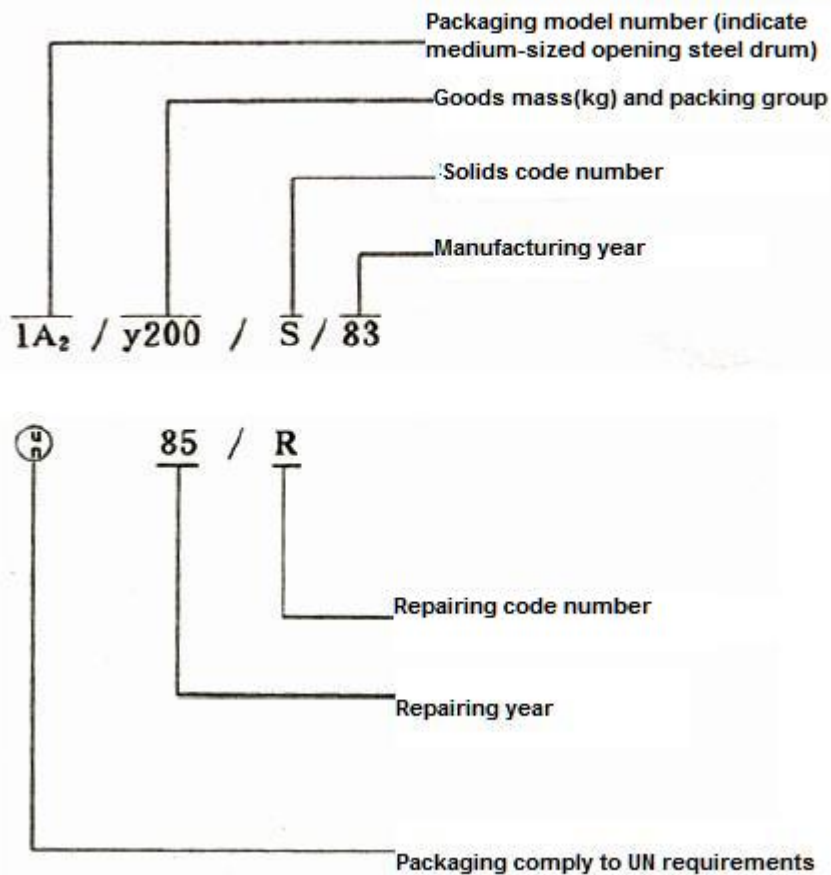 Packaging model number (indicate
medium-sized opening steel drum)
Goods mass(kg) and packing group
Solids code number
Manufacturing year
1A₂ / y200 / S / 83
un 85 / R
Repairing code number
Repairing year
Packaging comply to UN requirements